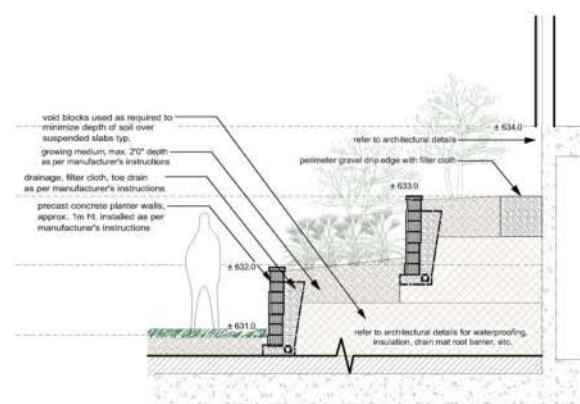 void blocks used as required to
minimize depth of soil over
suspended slabs typ.
growing medium, max. 2'0" depth
as per manufacturer's instructions
drainage, filter cloth, toe drain
as per manufacturer's instructions
precast concrete planter walls,
approx. 1m ht. installed as per
manufacturer's instructions
± 634.0
refer to architectural details
perimeter gravel drip edge with filter cloth
± 633.0
± 632.0
± 631.0
refer to architectural details for waterproofing,
insulation, drain mat root barrier, etc.